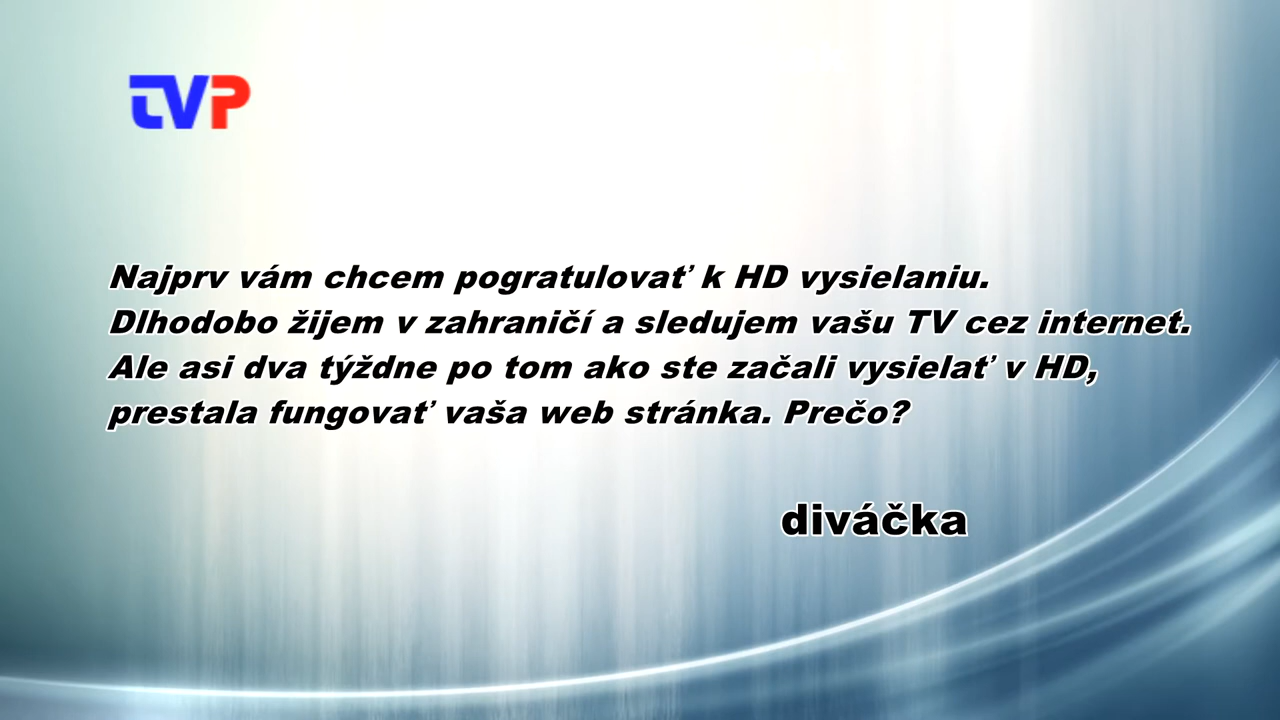 TVP
Najprv vám chcem pogratulovať k HD vysielaniu.
Dlhodobo žijem v zahraničí a sledujem vašu TV cez internet.
Ale asi dva týždne po tom ako ste začali vysielať v HD,
prestala fungovať vaša web stránka. Prečo?
diváčka